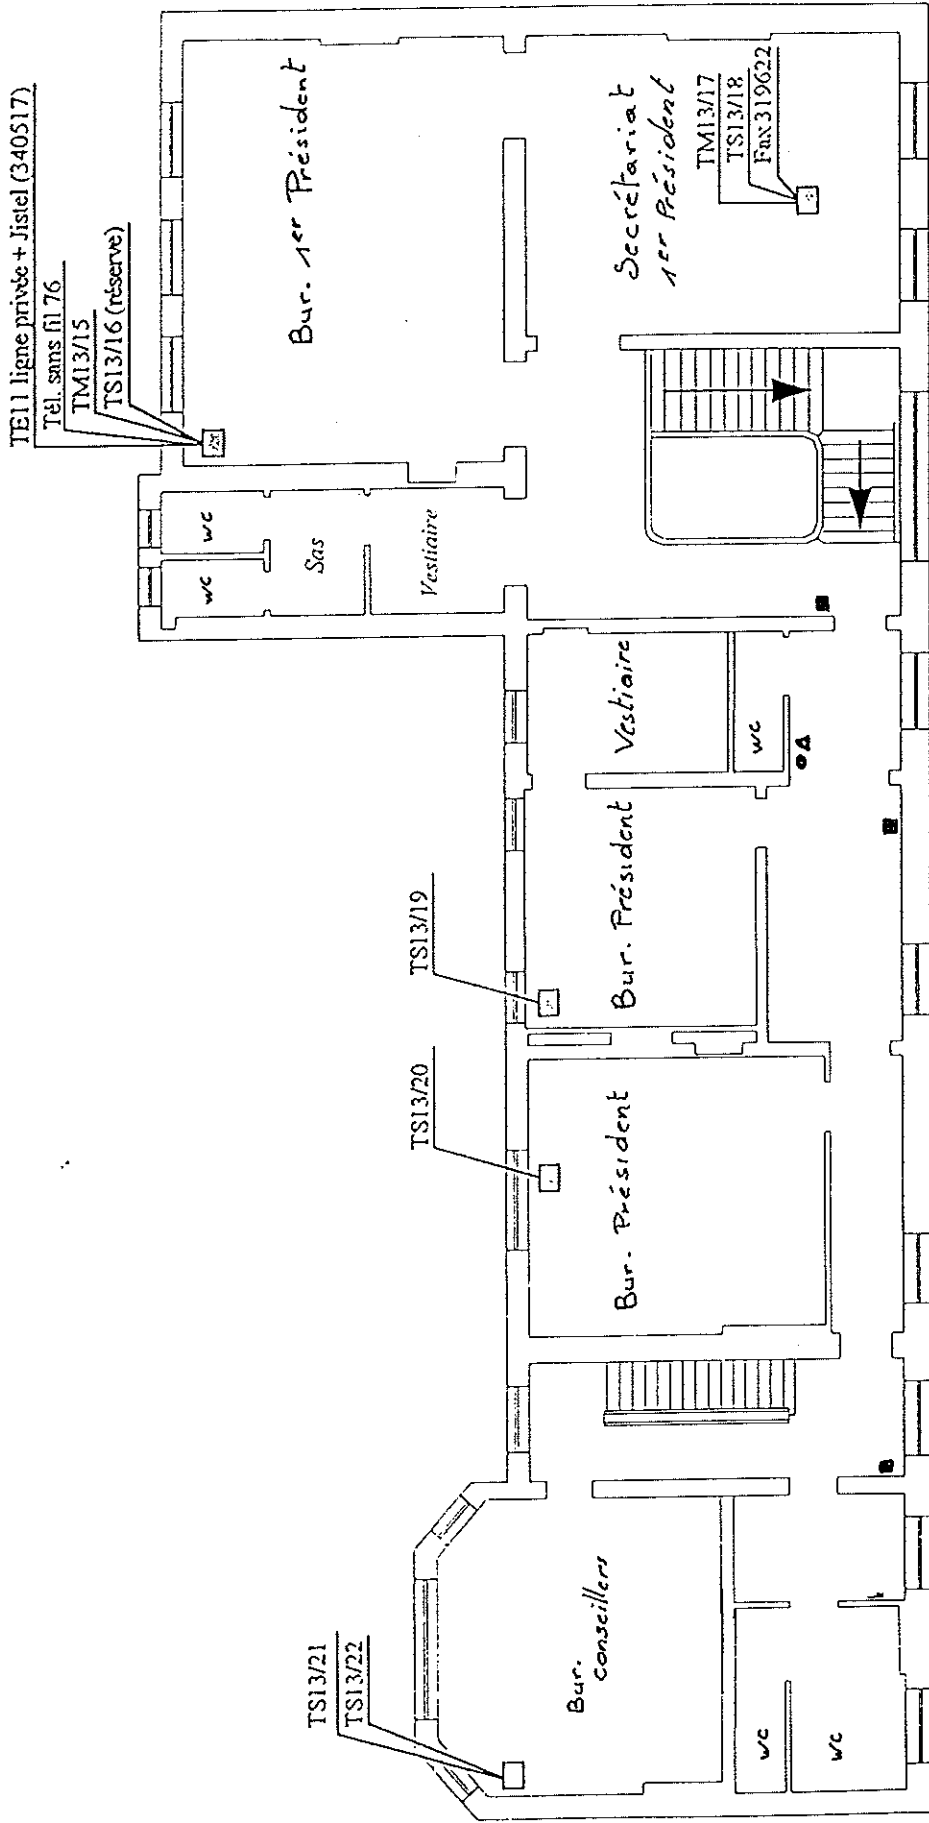 TE11 ligne privée + Jistel (340517)
Tél. sans fil 76
TM13/15
TS13/16 (réserve)
Bur. 1er Président
Secrétariat
1er Président
TM13/17
TS13/18
Fax319622
wc
wc
Sas
Vestiaire
Vestiaire
wc
TS13/19
Bur. Président
TS13/20
Bur. Président
TS13/21
TS13/22
Bur.
conseillers
wc
wc